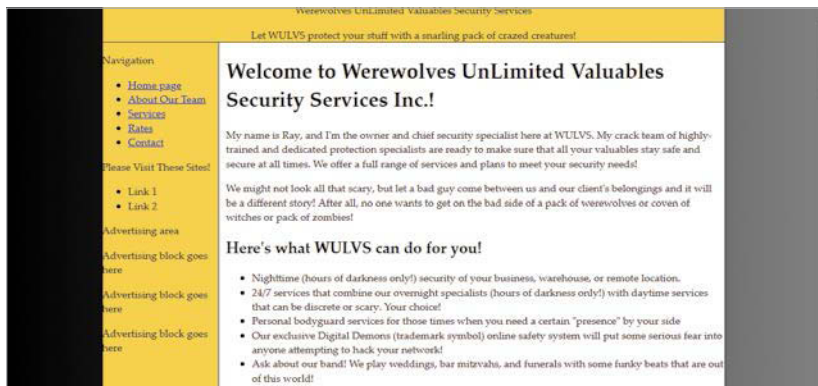 Werewolves UnLimited Valuables Security Services
Let WULVS protect your stuff with a snarling pack of crazed creatures!
Navigation
Home page
About Our Team
Services
Rates
Contact
Please Visit These Sites!
Link 1
Link 2
Advertising area
Advertising block goes
here
Advertising block goes
here
Advertising block goes
here
Welcome to Werewolves UnLimited Valuables
Security Services Inc.!
My name is Ray, and I'm the owner and chief security specialist here at WULVS. My crack team of highly-
trained and dedicated protection specialists are ready to make sure that all your valuables stay safe and
secure at all times. We offer a full range of services and plans to meet your security needs!
We might not look all that scary, but let a bad guy come between us and our client's belongings and it will
be a different story! After all, no one wants to get on the bad side of a pack of werewolves or coven of
witches or pack of zombies!
Here's what WULVS can do for you!
Nighttime (hours of darkness only!) security of your business, warehouse, or remote location.
24/7 services that combine our overnight specialists (hours of darkness only!) with daytime services
that can be discrete or scary. Your choice!
Personal bodyguard services for those times when you need a certain "presence" by your side
Our exclusive Digital Demons (trademark symbol) online safety system will put some serious fear into
anyone attempting to hack your network!
Ask about our band! We play weddings, bar mitzvahs, and funerals with some funky beats that are out
of this world!